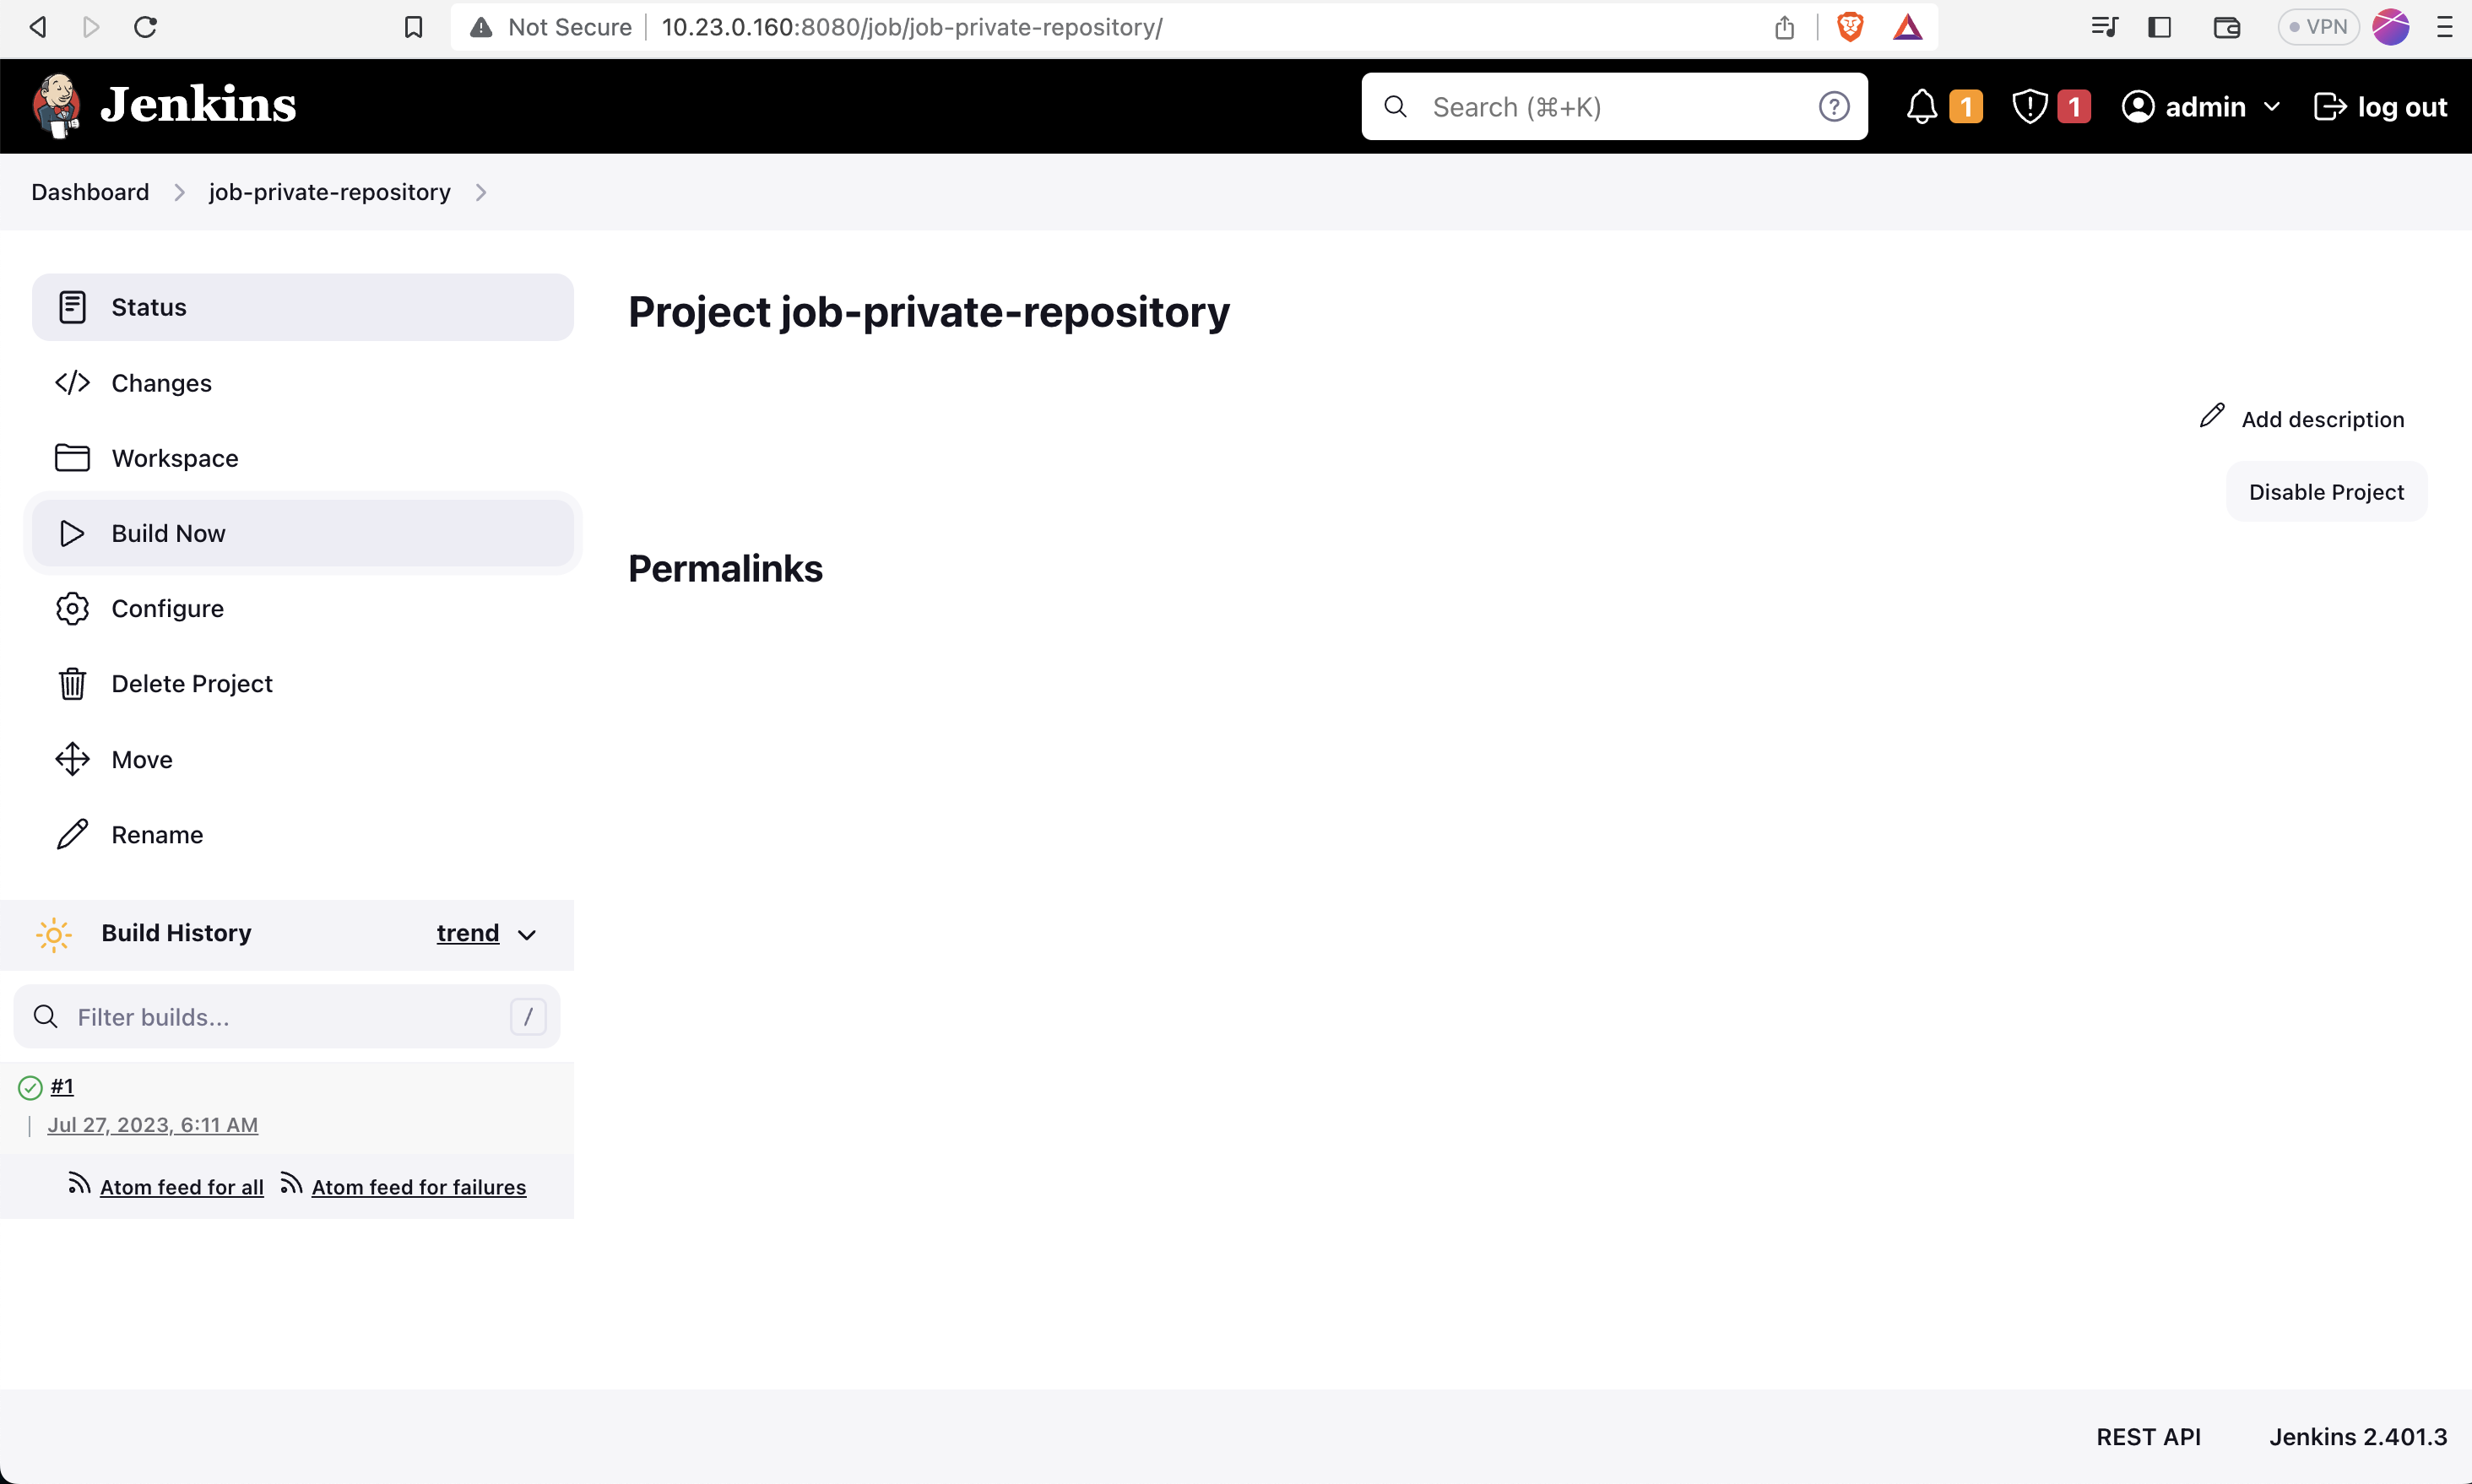 Not Secure 10.23.0.160:8080/job/job-private-repository/ VPN
Jenkins Search (⌘+K) ? 1 1 admin log out
Dashboard job-private-repository
Status
Changes
Workspace
Build Now
Configure
Delete Project
Move
Rename
Build History trend
Filter builds... /
#1
Jul 27, 2023, 6:11 AM
Atom feed for all Atom feed for failures
Project job-private-repository
Add description
Disable Project
Permalinks
REST API Jenkins 2.401.3